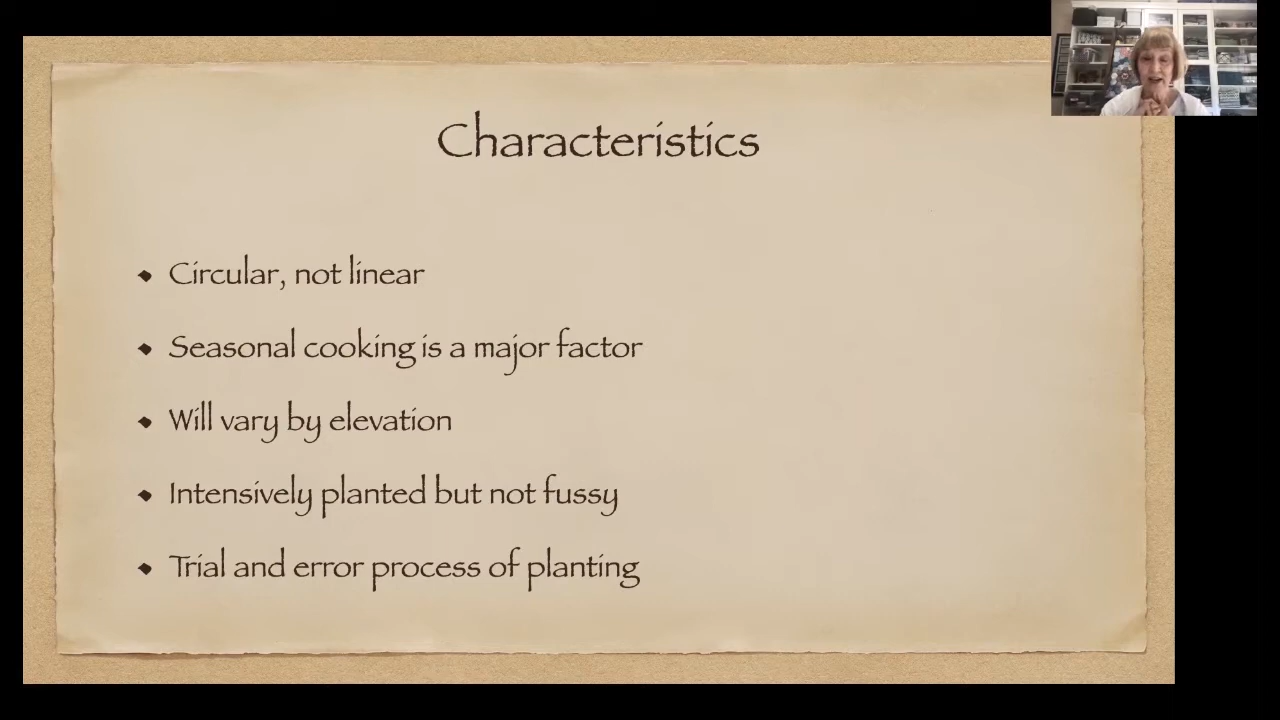 Characteristics
Circular, not linear
Seasonal cooking is a major factor
Will vary by elevation
Intensively planted but not fussy
Trial and error process of planting